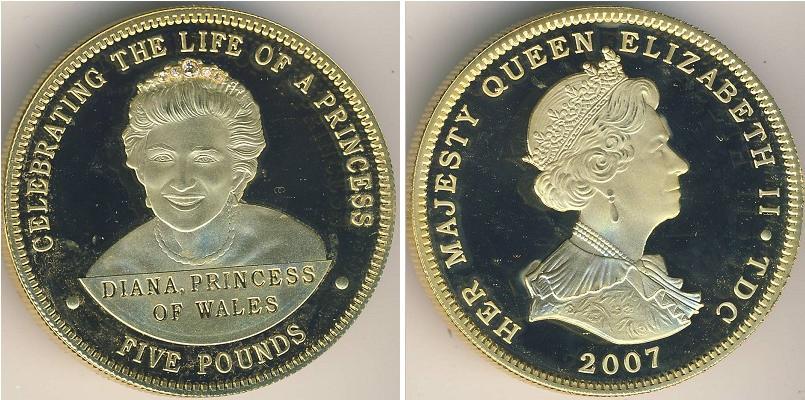 CELEBRATING THE LIFE OF A PRINCESS
DIANA, PRINCESS
OF WALES
FIVE POUNDS
HER MAJESTY QUEEN ELIZABETH II • TDC
2007